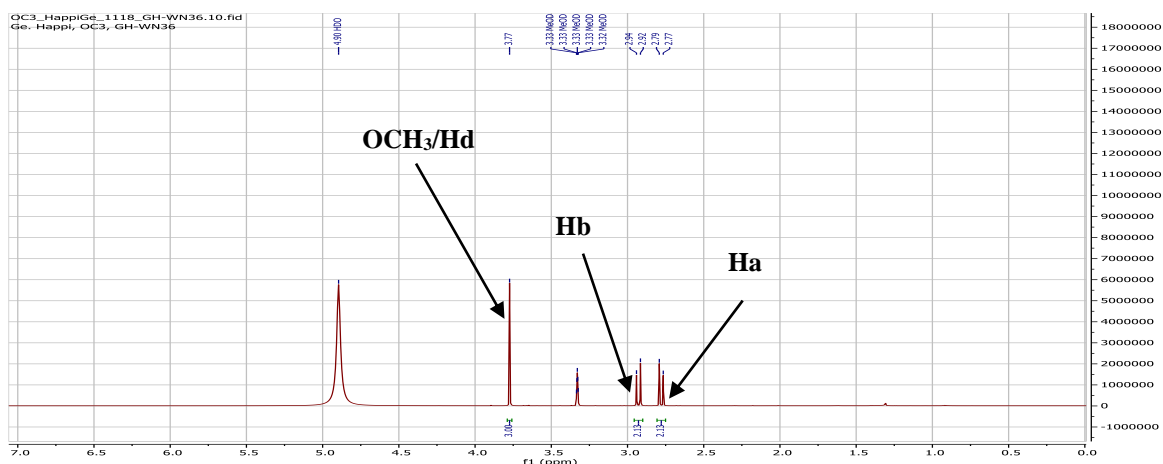 OC3_HappiGe_1118_GH-WN36.10.fid
Ge. Happi, OC3, GH-WN36
4.90 HDO
3.77
3.33 MeOD
3.33 MeOD
3.33 MeOD
3.33 MeOD
3.32 MeOD
2.94
2.92
2.79
2.77
OCH₃/Hd
Hb
Ha
18000000
17000000
16000000
15000000
14000000
13000000
12000000
11000000
10000000
9000000
8000000
7000000
6000000
5000000
4000000
3000000
2000000
1000000
0
-1000000
3.00
2.13
2.13
7.0 6.5 6.0 5.5 5.0 4.5 4.0 3.5 3.0 2.5 2.0 1.5 1.0 0.5 0.0
f1 (ppm)